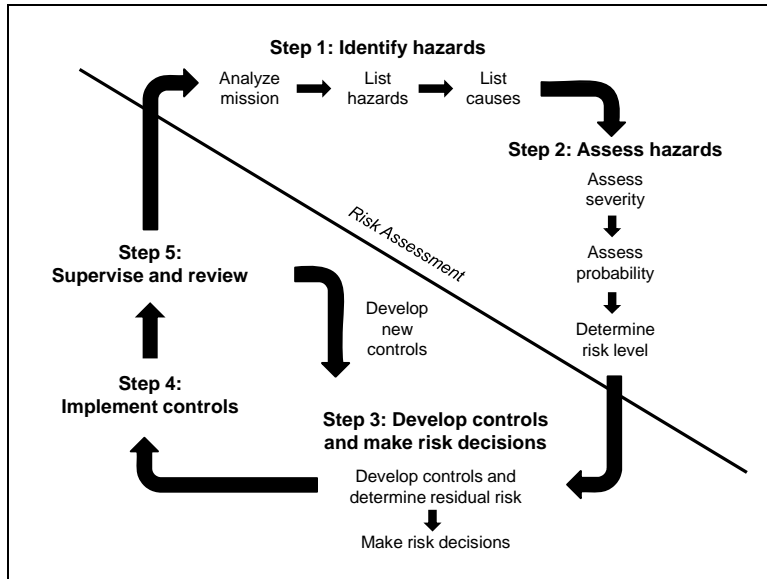 Step 1: Identify hazards
Analyze
mission
List
hazards
List
causes
Step 2: Assess hazards
Assess
severity
Assess
probability
Determine
risk level
Risk Assessment
Step 5:
Supervise and review
Develop
new
controls
Step 4:
Implement controls
Step 3: Develop controls
and make risk decisions
Develop controls and
determine residual risk
Make risk decisions